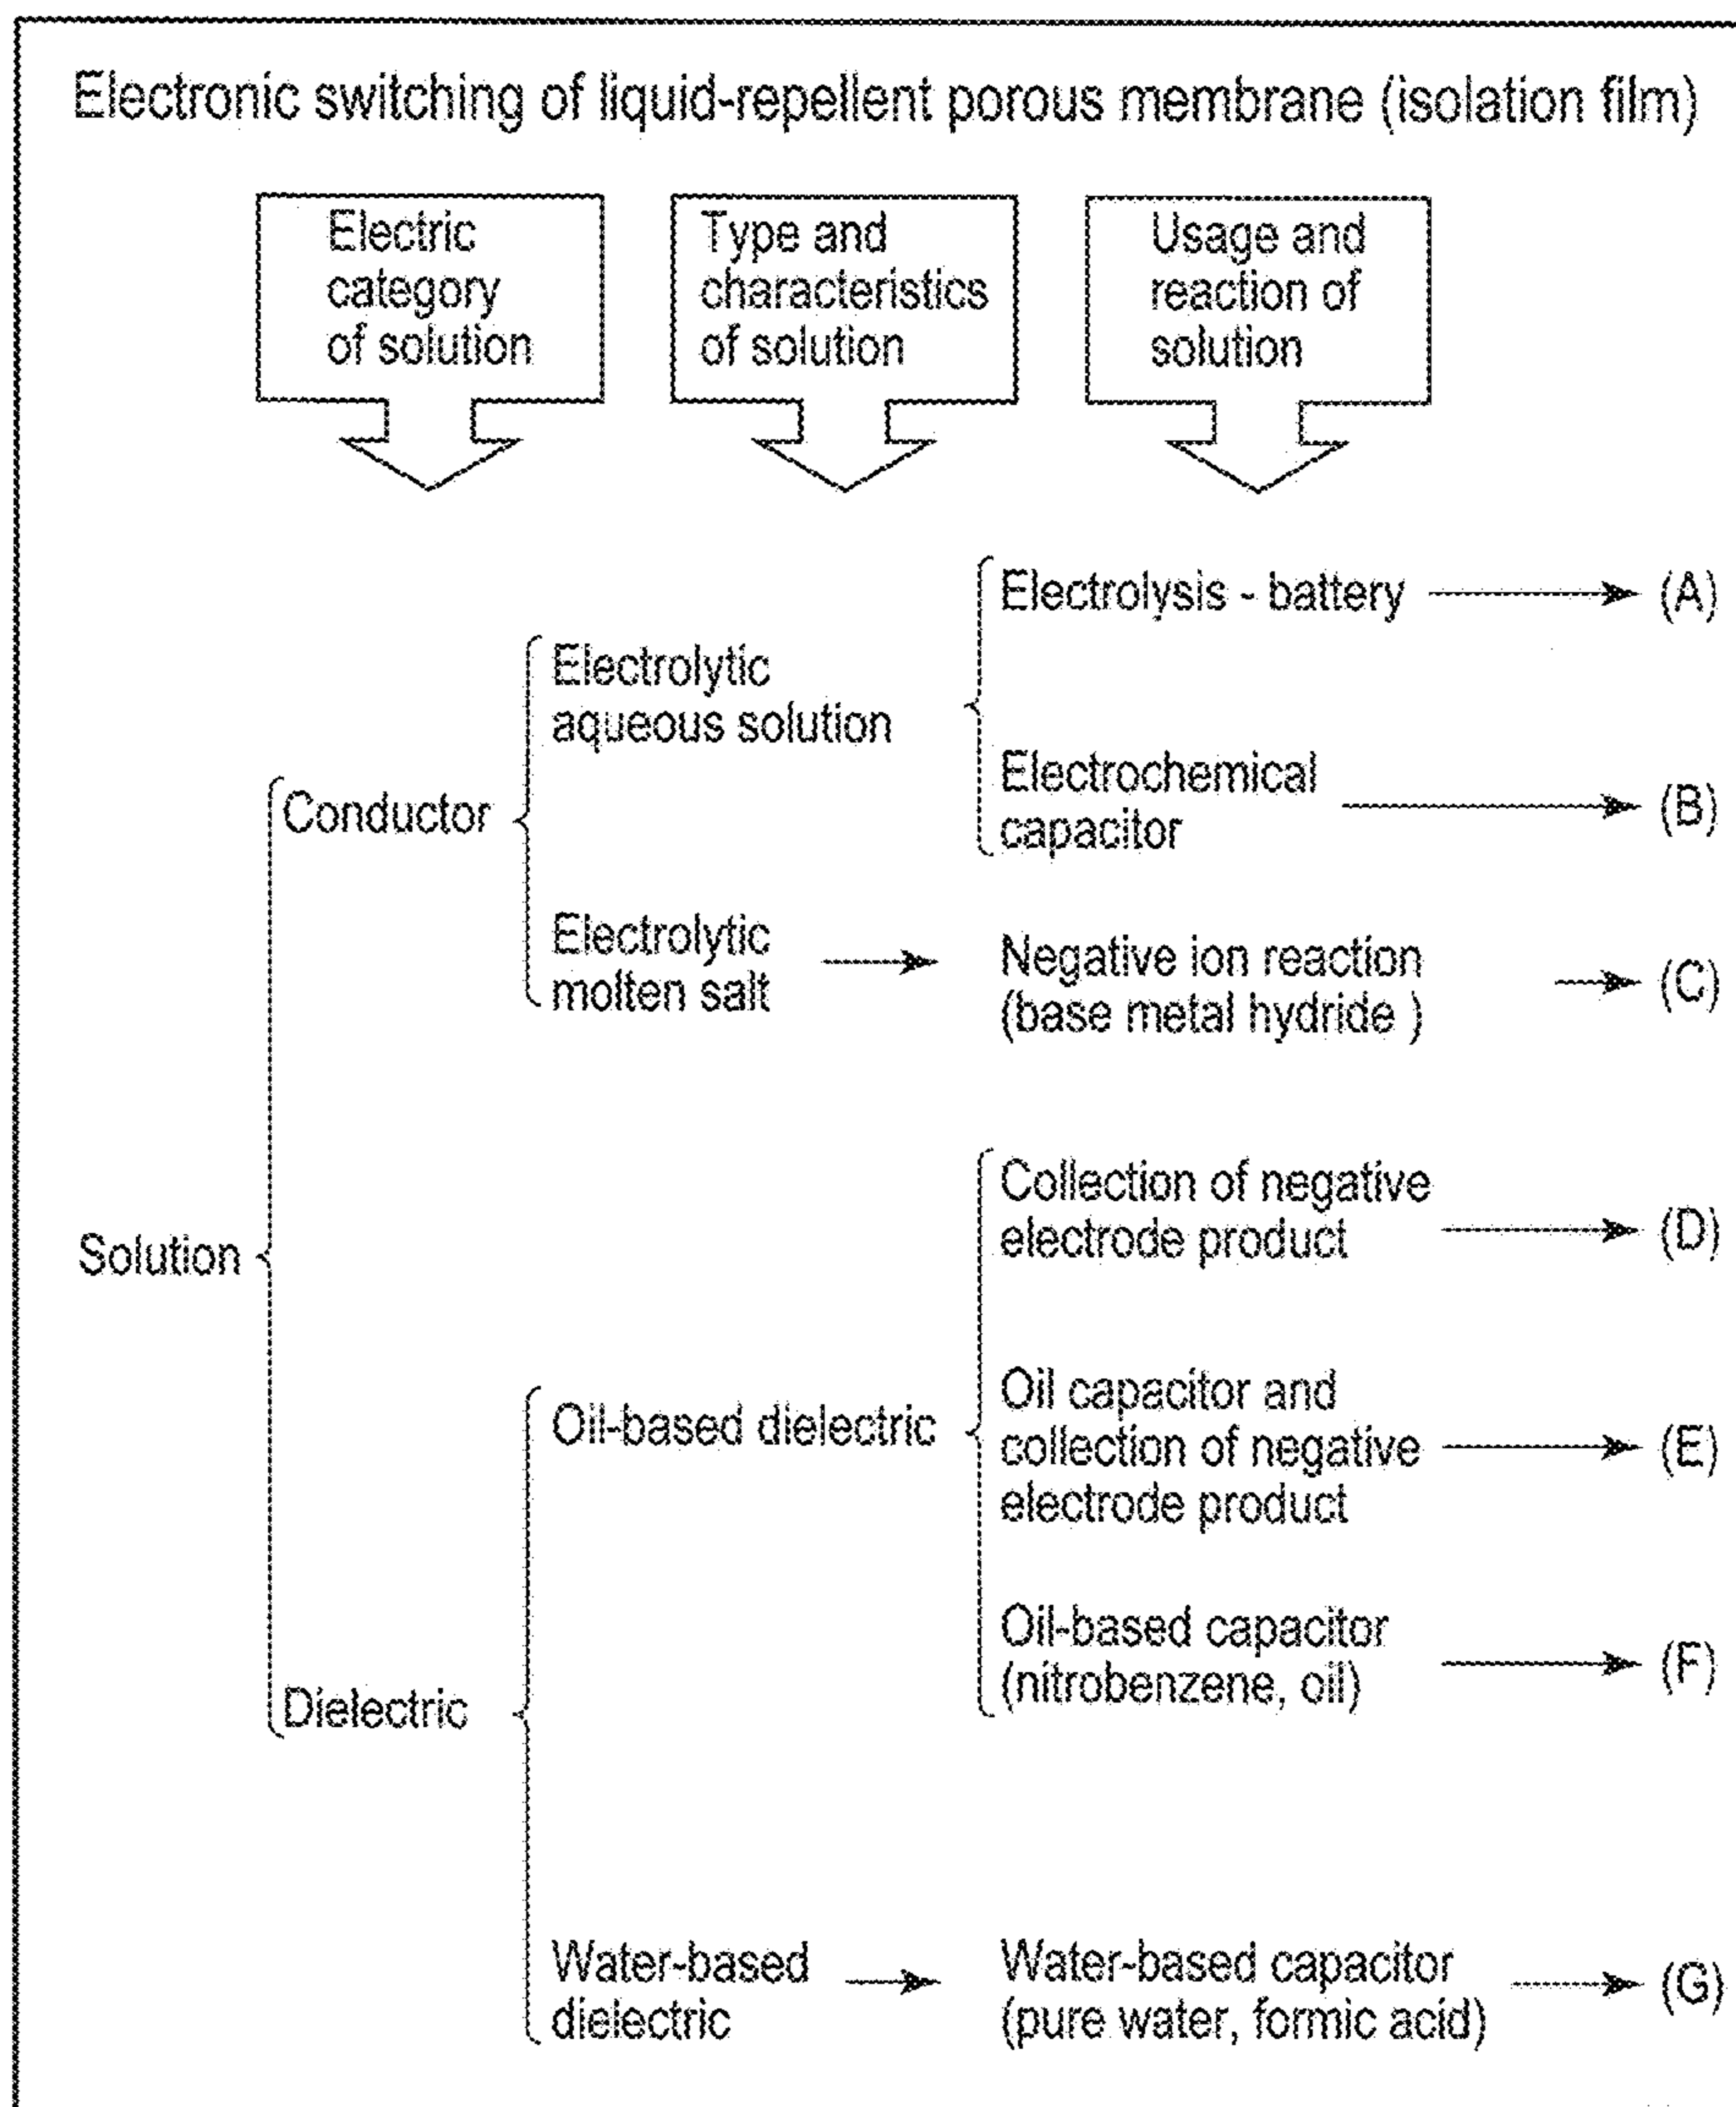 Electronic switching of liquid-repellent porous membrane (isolation film)
Electric
category
of solution
Type and
characteristics
of solution
Usage and
reaction of
solution
Electrolysis - battery
(A)
Electrolytic
aqueous solution
Electrochemical
capacitor
(B)
Conductor
Electrolytic
molten salt
Negative ion reaction
(base metal hydride )
(C)
Solution
Collection of negative
electrode product
(D)
Oil-based dielectric
Oil capacitor and
collection of negative
electrode product
(E)
Oil-based capacitor
(nitrobenzene, oil)
(F)
Dielectric
Water-based
dielectric
Water-based capacitor
(pure water, formic acid)
(G)